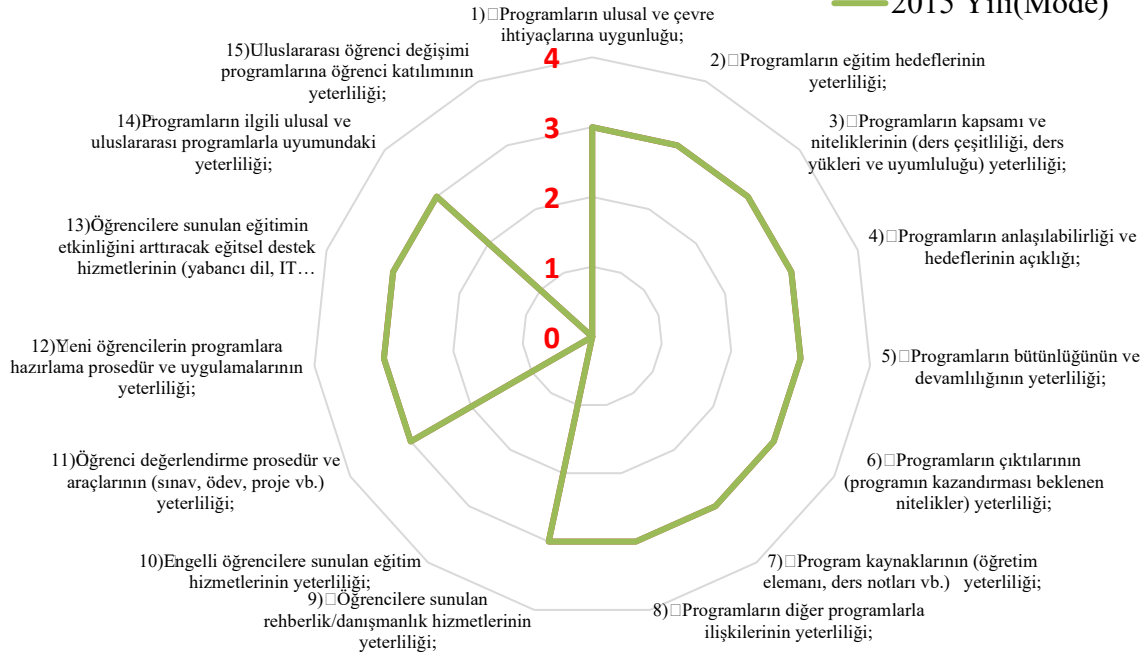 2015 Yılı(Mode)
1) □Programların ulusal ve çevre
ihtiyaçlarına uygunluğu;
2)□Programların eğitim hedeflerinin
yeterliliği;
3)□Programların kapsamı ve
niteliklerinin (ders çeşitliliği, ders
yükleri ve uyumluluğu) yeterliliği;
4)□Programların anlaşılabilirliği ve
hedeflerinin açıklığı;
5)□Programların bütünlüğünün ve
devamlılığının yeterliliği;
6)□Programların çıktılarının
(programın kazandırması beklenen
nitelikler) yeterliliği;
7)□Program kaynaklarının (öğretim
elemanı, ders notları vb.) yeterliliği;
8)□Programların diğer programlarla
ilişkilerinin yeterliliği;
9)□Öğrencilere sunulan
rehberlik/danışmanlık hizmetlerinin
yeterliliği;
10)Engelli öğrencilere sunulan eğitim
hizmetlerinin yeterliliği;
11)Öğrenci değerlendirme prosedür ve
araçlarının (sınav, ödev, proje vb.)
yeterliliği;
12)Yeni öğrencilerin programlara
hazırlama prosedür ve uygulamalarının
yeterliliği;
13)Öğrencilere sunulan eğitimin
etkinliğini arttıracak eğitsel destek
hizmetlerinin (yabancı dil, IT…
14)Programların ilgili ulusal ve
uluslararası programlarla uyumundaki
yeterliliği;
15)Uluslararası öğrenci değişimi
programlarına öğrenci katılımının
yeterliliği;
4
3
2
1
0